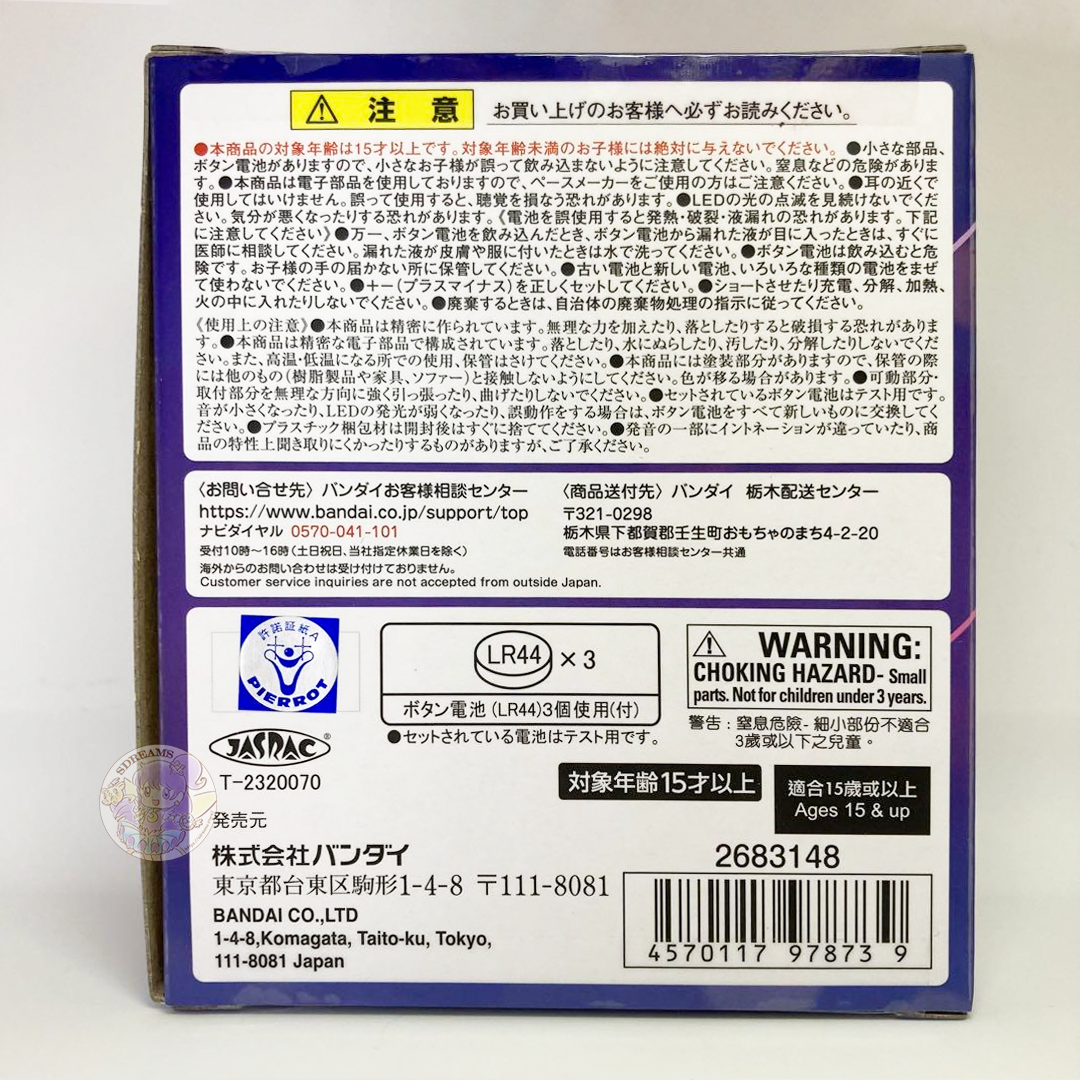 注意 お買い上げのお客様へ必ずお読みください。
●本商品の対象年齢は15才以上です。対象年齢未満のお子様には絶対に与えないでください。●小さな部品、
ボタン電池がありますので、小さなお子様が誤って飲み込まないように注意してください。窒息などの危険がありま
す。●本商品は電子部品を使用しておりますので、ペースメーカーをご使用の方はご注意ください。●耳の近くで
使用してはいけません。誤って使用すると、聴覚を損なう恐れがあります。●LEDの光の点滅を見続けないでくだ
さい。気分が悪くなったりする恐れがあります。《電池を誤使用すると発熱・破裂・液漏れの恐れがあります。下記
に注意してください》●万一、ボタン電池を飲み込んだとき、ボタン電池から漏れた液が目に入ったときは、すぐに
医師に相談してください。漏れた液が皮膚や服に付いたときは水で洗ってください。●ボタン電池は飲み込むと危
険です。お子様の手の届かない所に保管してください。●古い電池と新しい電池、いろいろな種類の電池をまぜ
て使わないでください。●+−(プラスマイナス)を正しくセットしてください。●ショートさせたり充電、分解、加熱、
火の中に入れたりしないでください。●廃棄するときは、自治体の廃棄物処理の指示に従ってください。
《使用上の注意》●本商品は精密に作られています。無理な力を加えたり、落としたりすると破損する恐れがありま
す。●本商品は精密な電子部品で構成されています。落としたり、水にぬらしたり、汚したり、分解したりしないでく
ださい。また、高温・低温になる所での使用、保管はさけてください。●本商品には塗装部分がありますので、保管の際
には他のもの(樹脂製品や家具、ソファー)と接触しないようにしてください。色が移る場合があります。●可動部分・
取付部分を無理な方向に強く引っ張ったり、曲げたりしないでください。●セットされているボタン電池はテスト用です。
音が小さくなったり、LEDの発光が弱くなったり、誤動作をする場合は、ボタン電池をすべて新しいものに交換してく
ださい。●プラスチック梱包材は開封後はすぐに捨ててください。●発音の一部にイントネーションが違っていたり、商
品の特性上聞き取りにくかったりするものがありますが、ご了承ください。
〈お問い合せ先〉バンダイお客様相談センター
https://www.bandai.co.jp/support/top
ナビダイヤル 0570-041-101
受付10時〜16時(土日祝日、当社指定休業日を除く)
海外からのお問い合わせは受け付けておりません。
Customer service inquiries are not accepted from outside Japan.
〈商品送付先〉バンダイ 栃木配送センター
〒321-0298
栃木県下都賀郡壬生町おもちゃのまち4-2-20
電話番号はお客様相談センター共通
許諾証紙A
PIERROT
JASRAC®
T-2320070
LR44 × 3
ボタン電池(LR44)3個使用(付)
●セットされている電池はテスト用です。
WARNING:
CHOKING HAZARD- Small
parts. Not for children under 3 years.
警告:窒息危險-細小部份不適合
3歲或以下之兒童。
対象年齢15才以上
適合15歲或以上
Ages 15 & up
SDREAMS
発売元
株式会社バンダイ
東京都台東区駒形1-4-8 〒111-8081
BANDAI CO.,LTD
1-4-8,Komagata, Taito-ku, Tokyo,
111-8081 Japan
2683148
4570117 97873 9